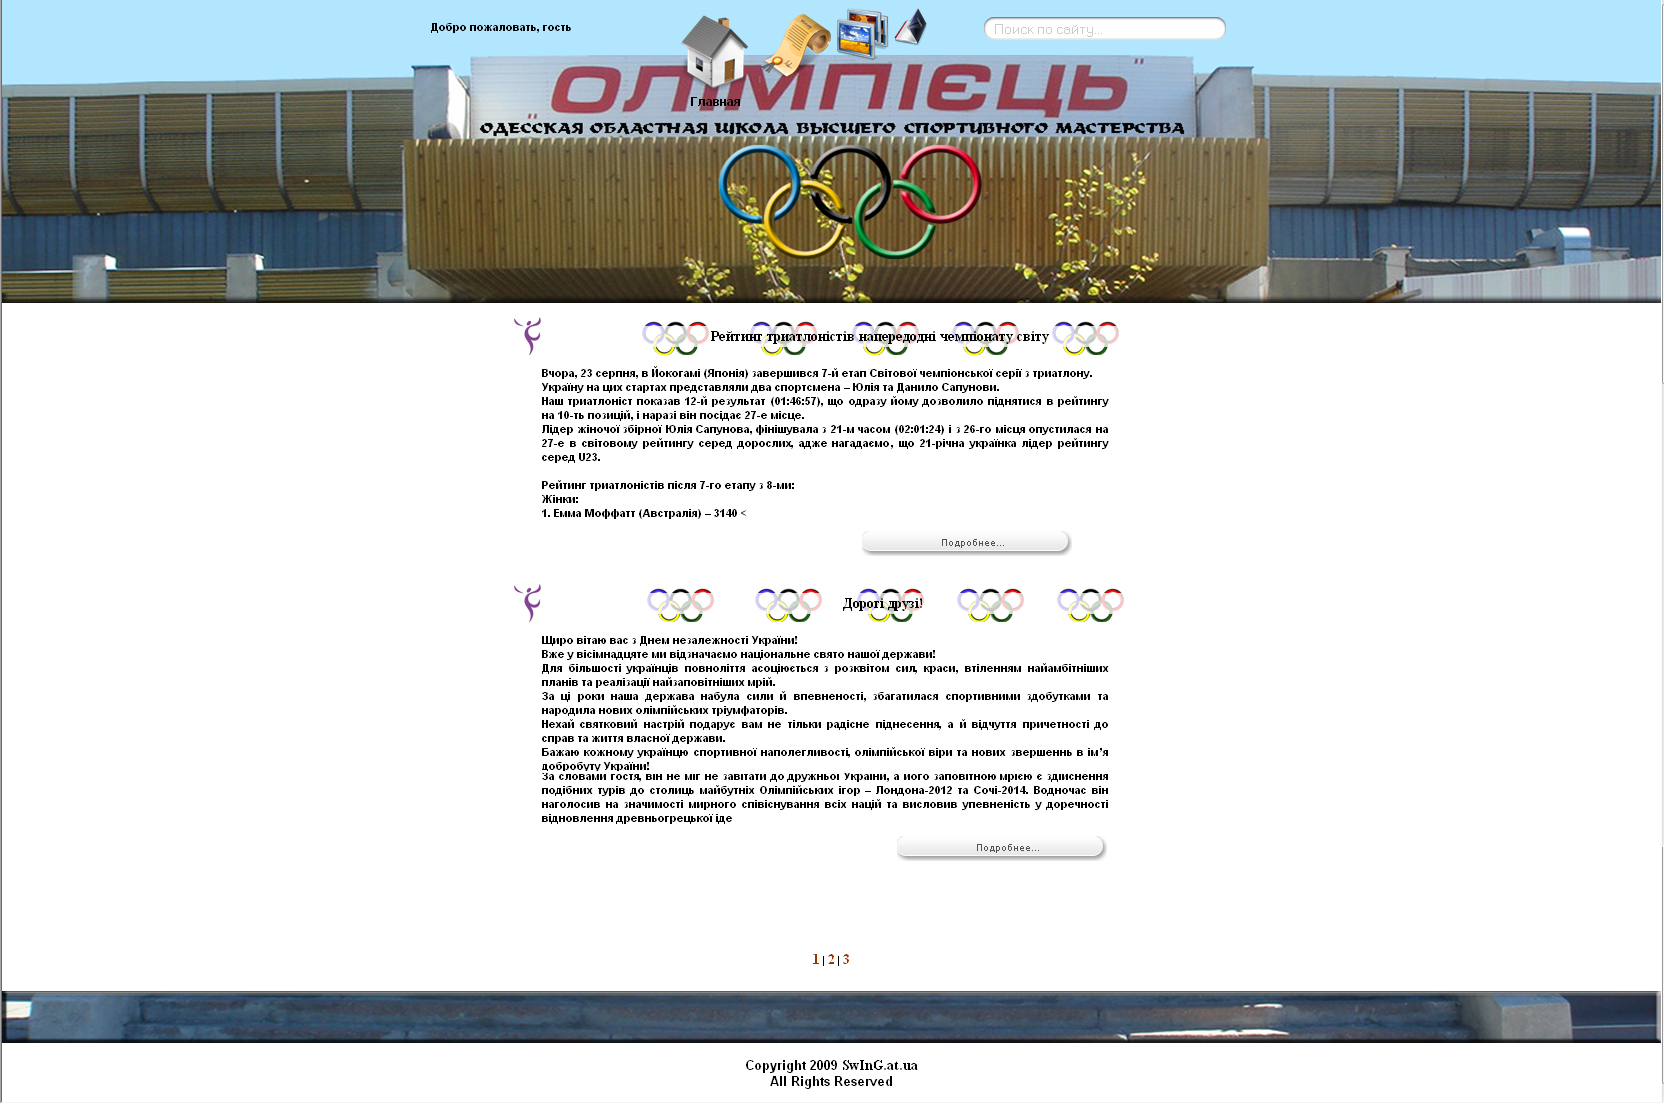 Добро пожаловать, гость
Поиск по сайту...
"ОЛІМПІЄЦЬ"
Главная
ОДЕССКАЯ ОБЛАСТНАЯ ШКОЛА ВЫСШЕГО СПОРТИВНОГО МАСТЕРСТВА
Рейтинг триатлоністів напередодні чемпіонату світу
Вчора, 23 серпня, в Йокогамі (Японія) завершився 7-й етап Світової чемпіонської серії з триатлону.
Україну на цих стартах представляли два спортсмена – Юлія та Данило Сапунови.
Наш триатлоніст показав 12-й результат (01:46:57), що одразу йому дозволило піднятися в рейтингу
на 10-ть позицій, і наразі він посідає 27-е місце.
Лідер жіночої збірної Юлія Сапунова, фінішувала з 21-м часом (02:01:24) і з 26-го місця опустилася на
27-е в світовому рейтингу серед дорослих, адже нагадаємо, що 21-річна українка лідер рейтингу
серед U23.
Рейтинг триатлоністів після 7-го етапу з 8-ми:
Жінки:
1. Емма Моффатт (Австралія) – 3140 <
Подробнее...
Дорогі друзі!
Щиро вітаю вас з Днем незалежності України!
Вже у вісімнадцяте ми відзначаємо національне свято нашої держави!
Для більшості українців повноліття асоціюється з розквітом сил, краси, втіленням найамбітніших
планів та реалізації найзаповітніших мрій.
За ці роки наша держава набула сили й впевненості, збагатилася спортивними здобутками та
народила нових олімпійських тріумфаторів.
Нехай святковий настрій подарує вам не тільки радісне піднесення, а й відчуття причетності до
справ та життя власної держави.
Бажаю кожному українцю спортивної наполегливості, олімпійської віри та нових звершеннь в ім’я
добробуту України!
За словами гостя, він не міг не завітати до дружньої України, а його заповітною мрією є здійснення
подібних турів до столиць майбутніх Олімпійських ігор – Лондона-2012 та Сочі-2014. Водночас він
наголосив на значимості мирного співіснування всіх націй та висловив упевненість у доречності
відновлення древньогрецької іде
Подробнее...
1 | 2 | 3
Copyright 2009 SwInG.at.ua
All Rights Reserved